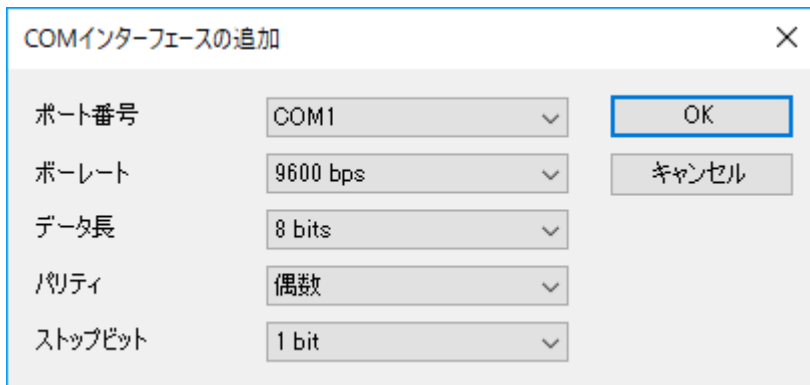 COMインターフェースの追加
ポート番号 COM1 OK
ボーレート 9600 bps キャンセル
データ長 8 bits
パリティ 偶数
ストップビット 1 bit